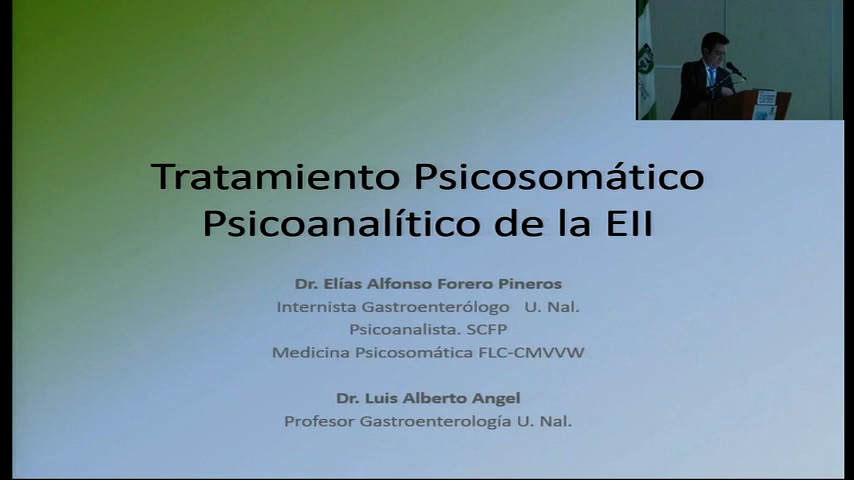 Tratamiento Psicosomático
Psicoanalítico de la EII
Dr. Elías Alfonso Forero Pineros
Internista Gastroenterólogo U. Nal.
Psicoanalista. SCFP
Medicina Psicosomática FLC-CMVVW
Dr. Luis Alberto Angel
Profesor Gastroenterología U. Nal.